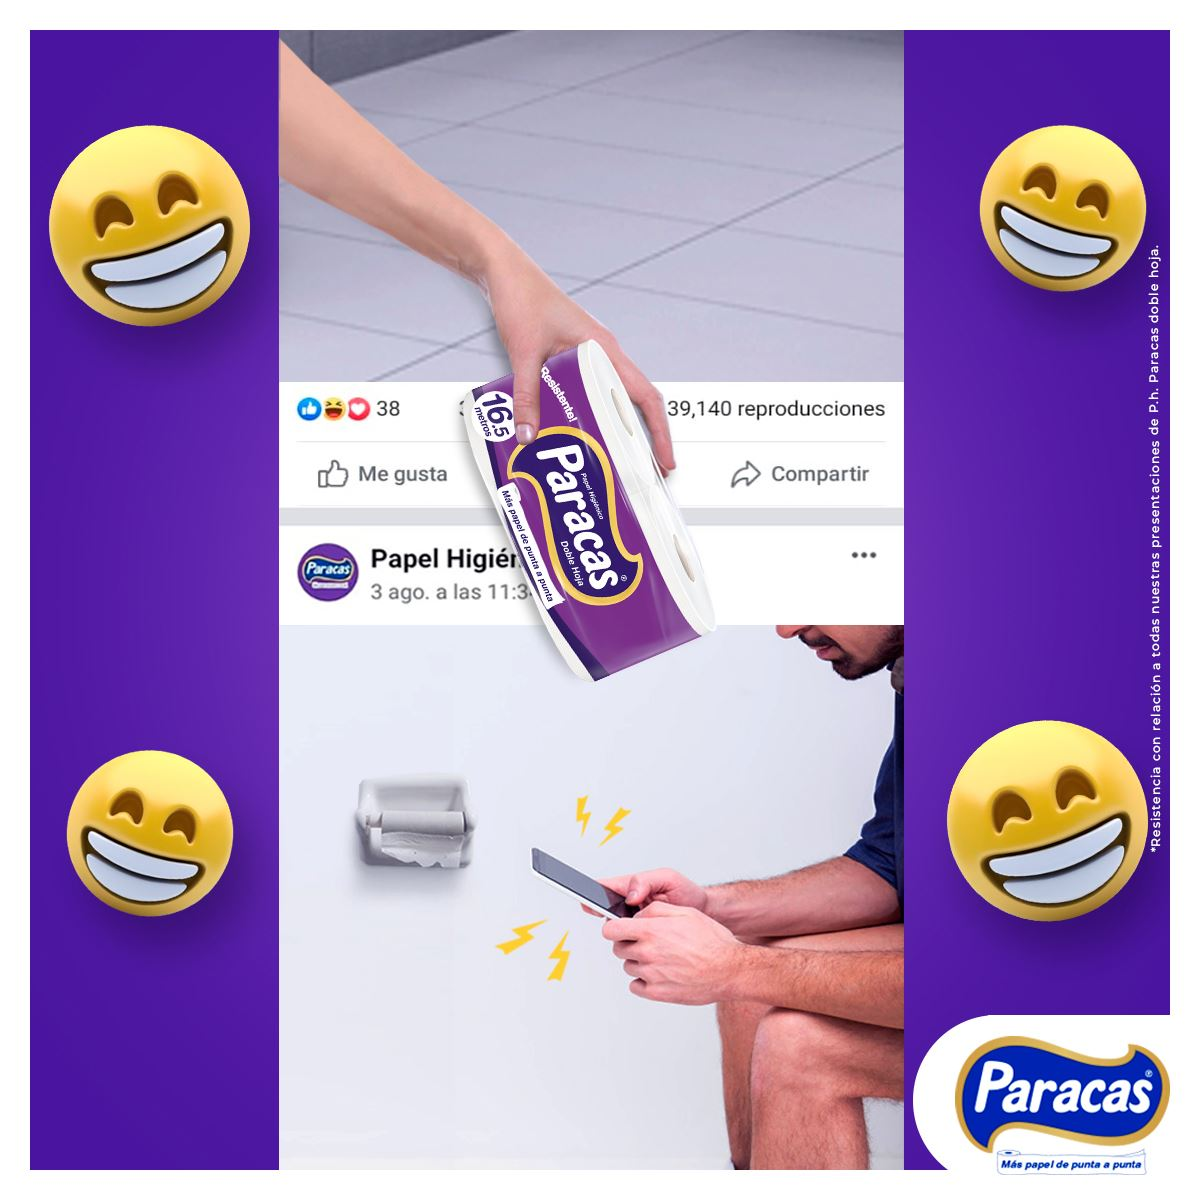 38
39,140 reproducciones
Me gusta
Compartir
¡Resistente!
16.5
metros
Papel Higiénico
Paracas®
Doble Hoja
Más papel de punta a punta
Paracas
Papel Higién
3 ago. a las 11:3
*Resistencia con relación a todas nuestras presentaciones de P.h. Paracas doble hoja.
Paracas®
Más papel de punta a punta